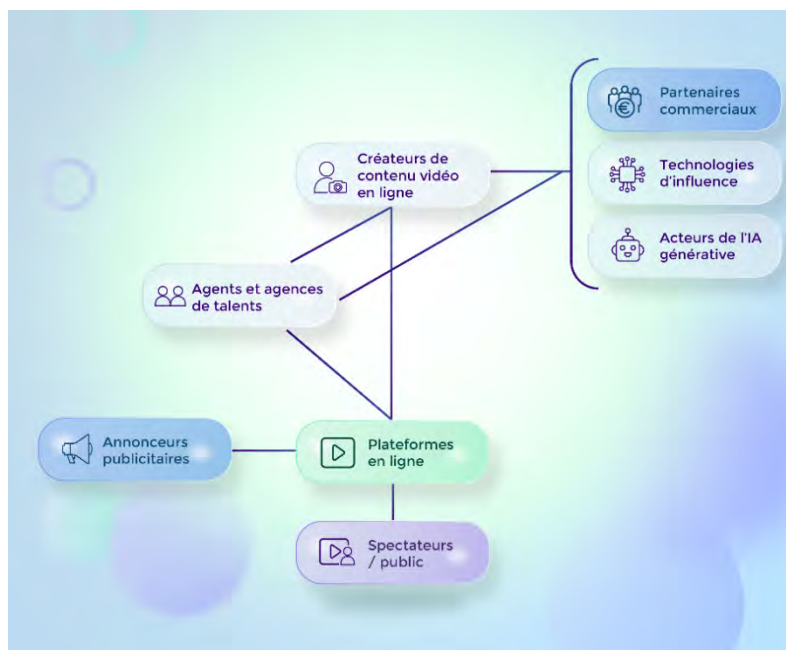 Partenaires
commerciaux
Créateurs de
contenu vidéo
en ligne
Technologies
d'influence
Acteurs de l'IA
générative
Agents et agences
de talents
Annonceurs
publicitaires
Plateformes
en ligne
Spectateurs
/ public